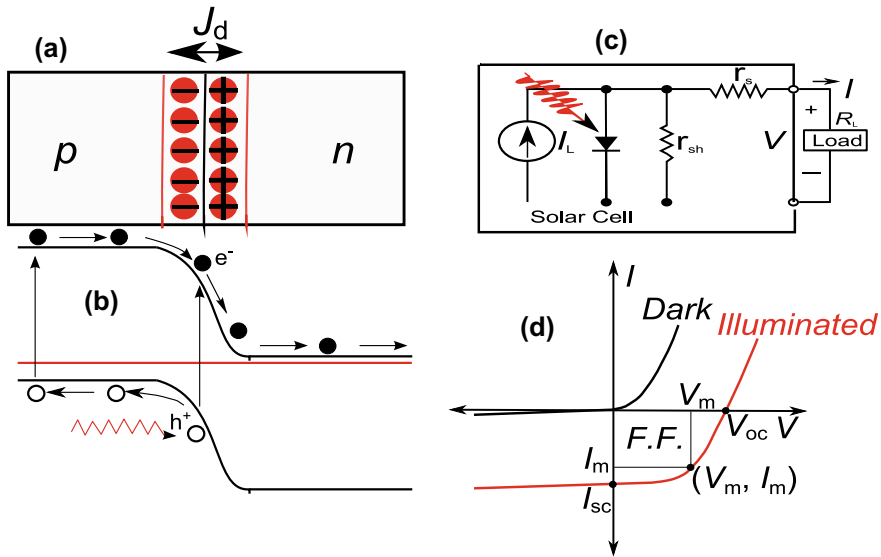 (a)
J_d
p
n
− − − − −
+ + + + +
(b)
e⁻
h⁺
(c)
I_L
r_sh
r_s
I
+
V
R_L
Load
−
Solar Cell
(d)
I
Dark
Illuminated
V_m
V_oc
V
F.F.
I_m
(V_m, I_m)
I_sc